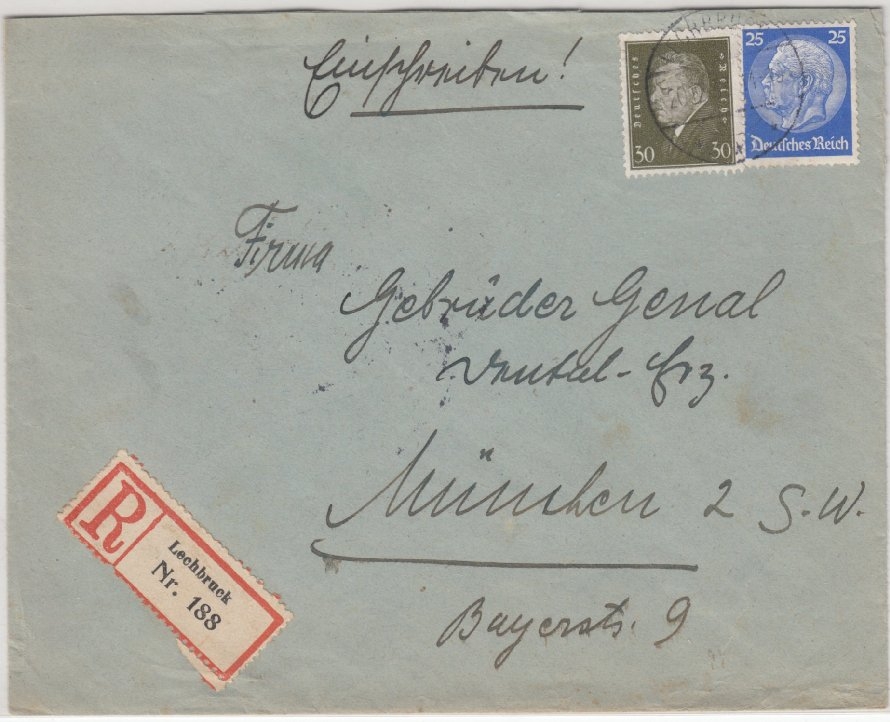 Einschreiben!
Deutsches Reich
30 30
25 25
Deutsches Reich
Firma
Gebrüder Genal
Dental-Erz.
München 2 S.W.
Bayerstr. 9
R
Lechbruck
Nr. 188